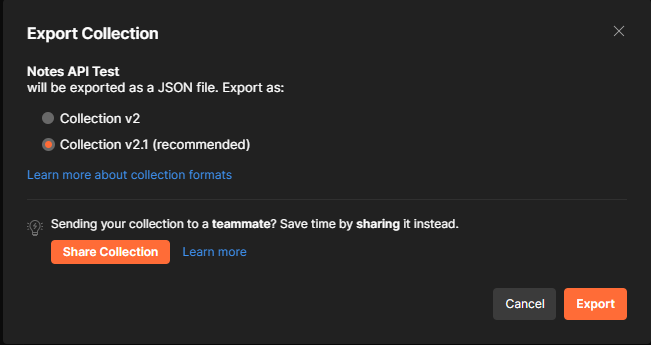 Export Collection
Notes API Test
will be exported as a JSON file. Export as:
Collection v2
Collection v2.1 (recommended)
Learn more about collection formats
Sending your collection to a teammate? Save time by sharing it instead.
Share Collection Learn more
Cancel Export